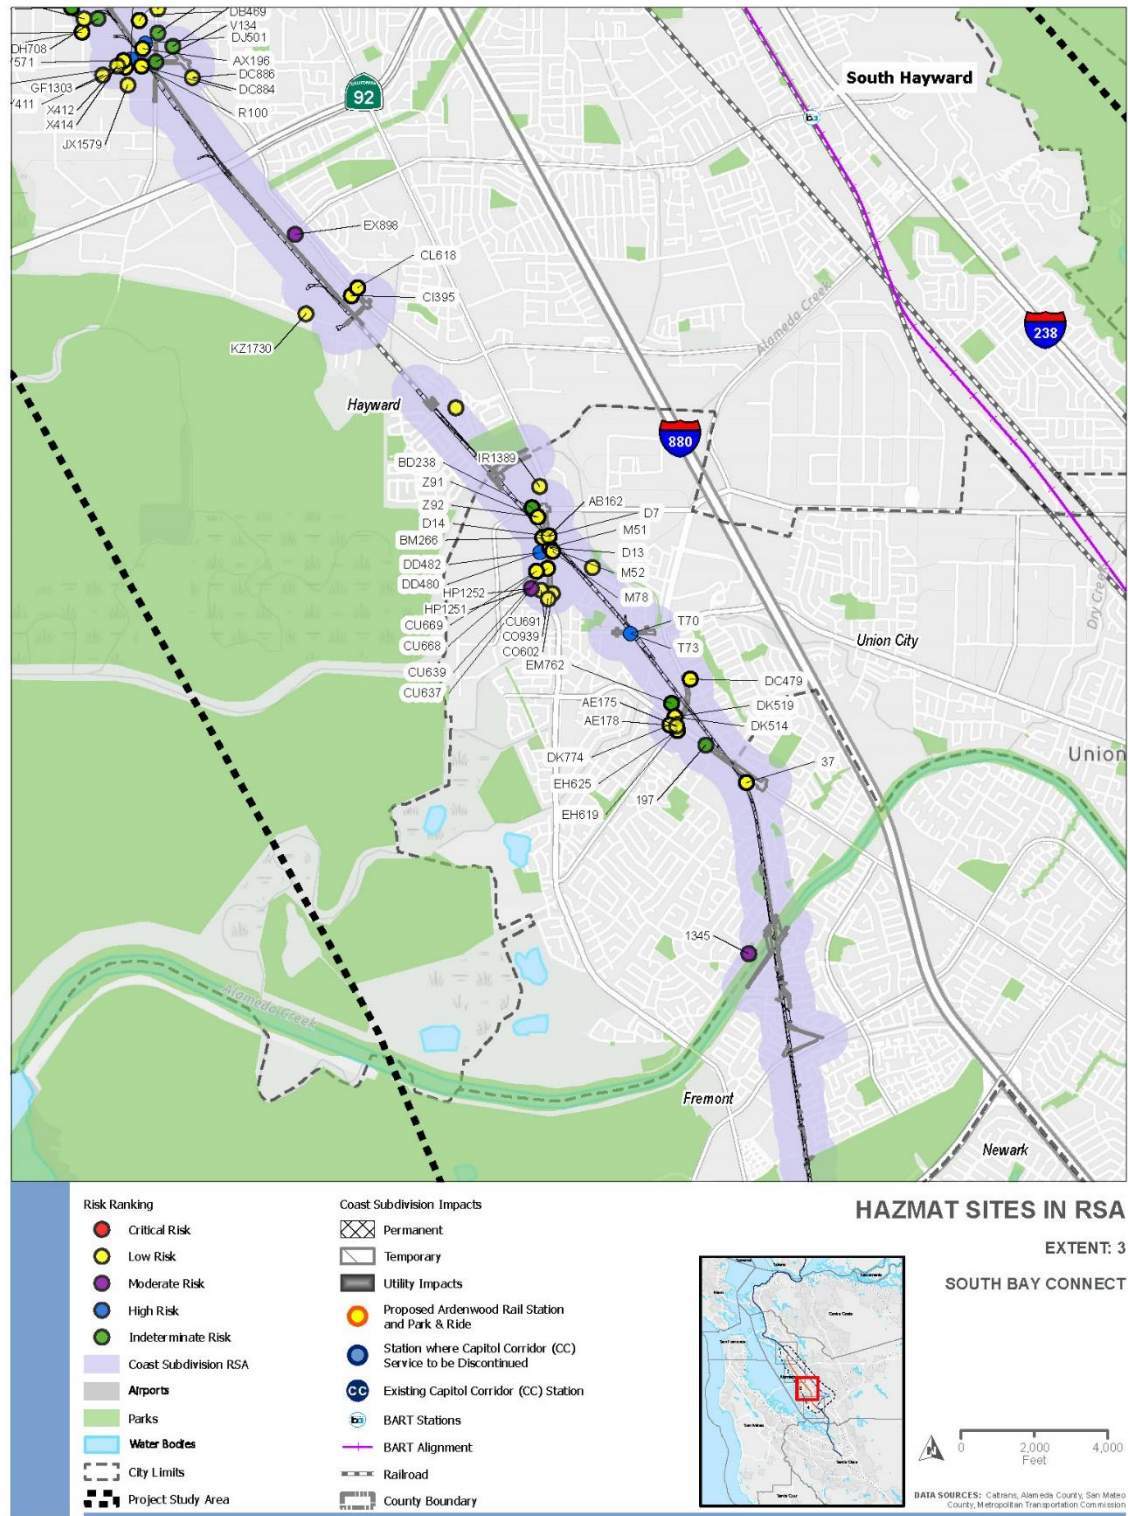 DB469
V134
DJ501
DH708
AX196
DC886
GF1303
DC884
X412
X414
R100
JX1579
92
South Hayward
EX898
CL618
CI395
KZ1730
Alameda Creek
238
Hayward
880
IR1389
BD238
Z91
Z92
D14
BM266
DD482
DD480
HP1252
HP1251
CU669
CU668
CU639
CU637
AB162
D7
M51
D13
M52
M78
CU691
CO939
CO602
EM762
T70
T73
Union City
Dry Creek
DC479
AE175
AE178
DK519
DK514
DK774
EH625
EH619
197
37
Union
1345
Alameda Creek
Fremont
Newark
Risk Ranking
Critical Risk
Low Risk
Moderate Risk
High Risk
Indeterminate Risk
Coast Subdivision RSA
Airports
Parks
Water Bodies
City Limits
Project Study Area
Coast Subdivision Impacts
Permanent
Temporary
Utility Impacts
Proposed Ardenwood Rail Station
and Park & Ride
Station where Capitol Corridor (CC)
Service to be Discontinued
CC
Existing Capitol Corridor (CC) Station
BART Stations
BART Alignment
Railroad
County Boundary
HAZMAT SITES IN RSA
EXTENT: 3
SOUTH BAY CONNECT
0 2,000 4,000
Feet
DATA SOURCES: Caltrans, Alameda County, San Mateo
County, Metropolitan Transportation Commission